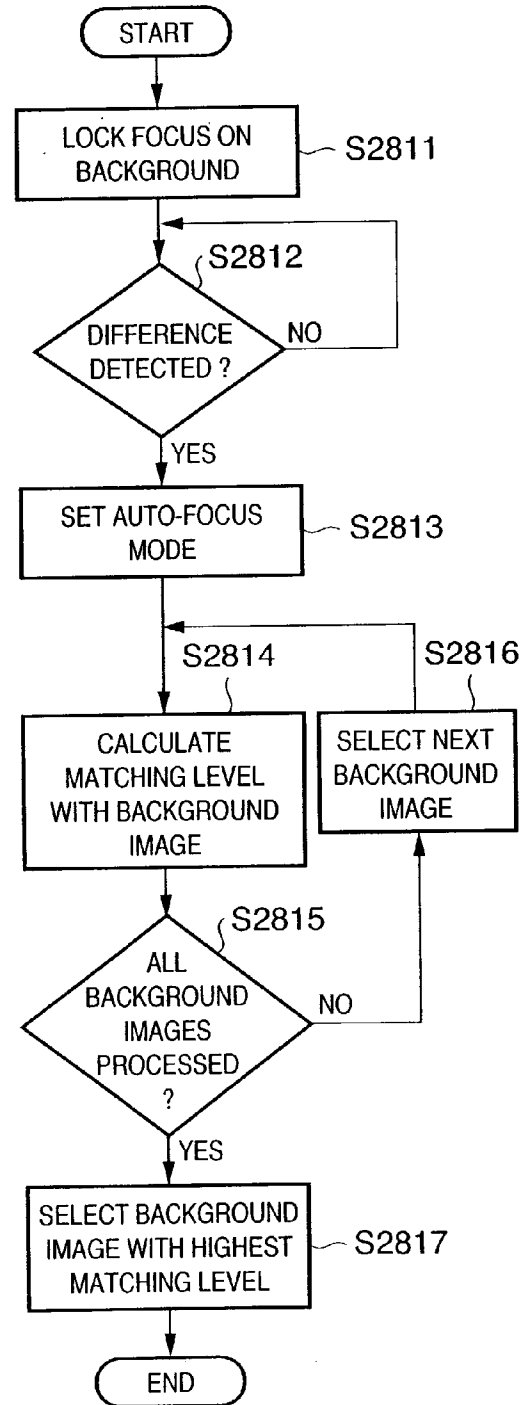 START
LOCK FOCUS ON
BACKGROUND
S2811
S2812
DIFFERENCE
DETECTED ?
NO
YES
SET AUTO-FOCUS
MODE
S2813
S2814
S2816
CALCULATE
MATCHING LEVEL
WITH BACKGROUND
IMAGE
SELECT NEXT
BACKGROUND
IMAGE
S2815
ALL
BACKGROUND
IMAGES
PROCESSED
?
NO
YES
SELECT BACKGROUND
IMAGE WITH HIGHEST
MATCHING LEVEL
S2817
END